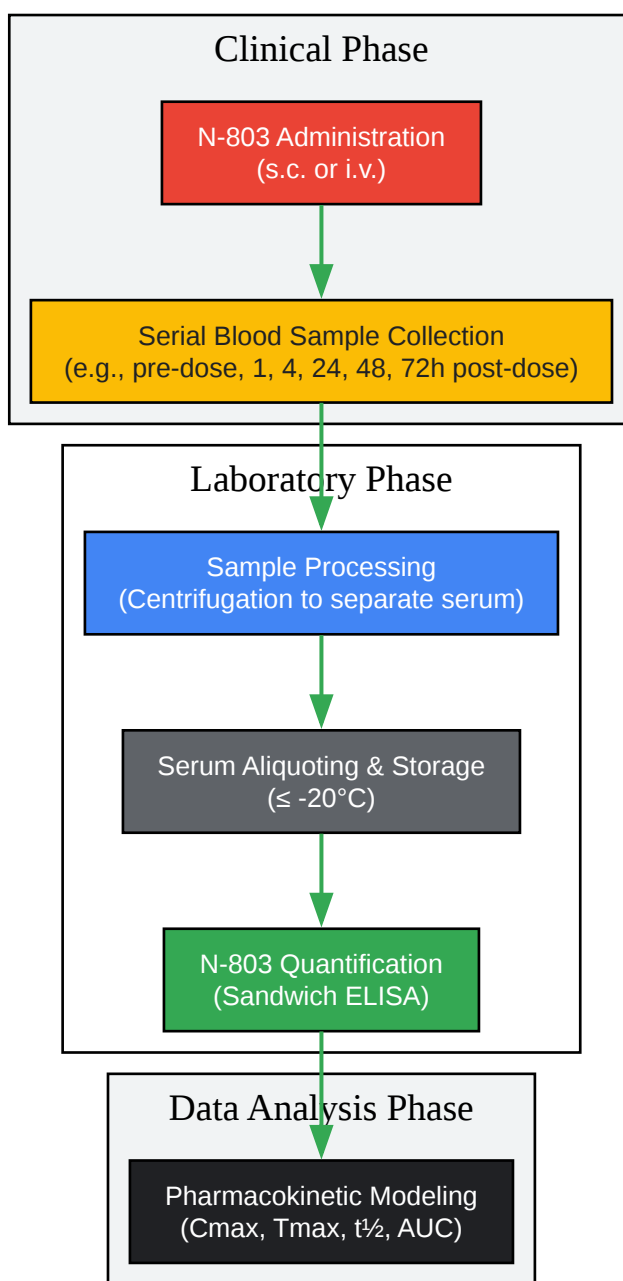 Clinical Phase
N-803 Administration
(s.c. or i.v.)
Serial Blood Sample Collection
(e.g., pre-dose, 1, 4, 24, 48, 72h post-dose)
Laboratory Phase
Sample Processing
(Centrifugation to separate serum)
Serum Aliquoting & Storage
(≤ -20°C)
N-803 Quantification
(Sandwich ELISA)
Data Analysis Phase
Pharmacokinetic Modeling
(Cmax, Tmax, t½, AUC)